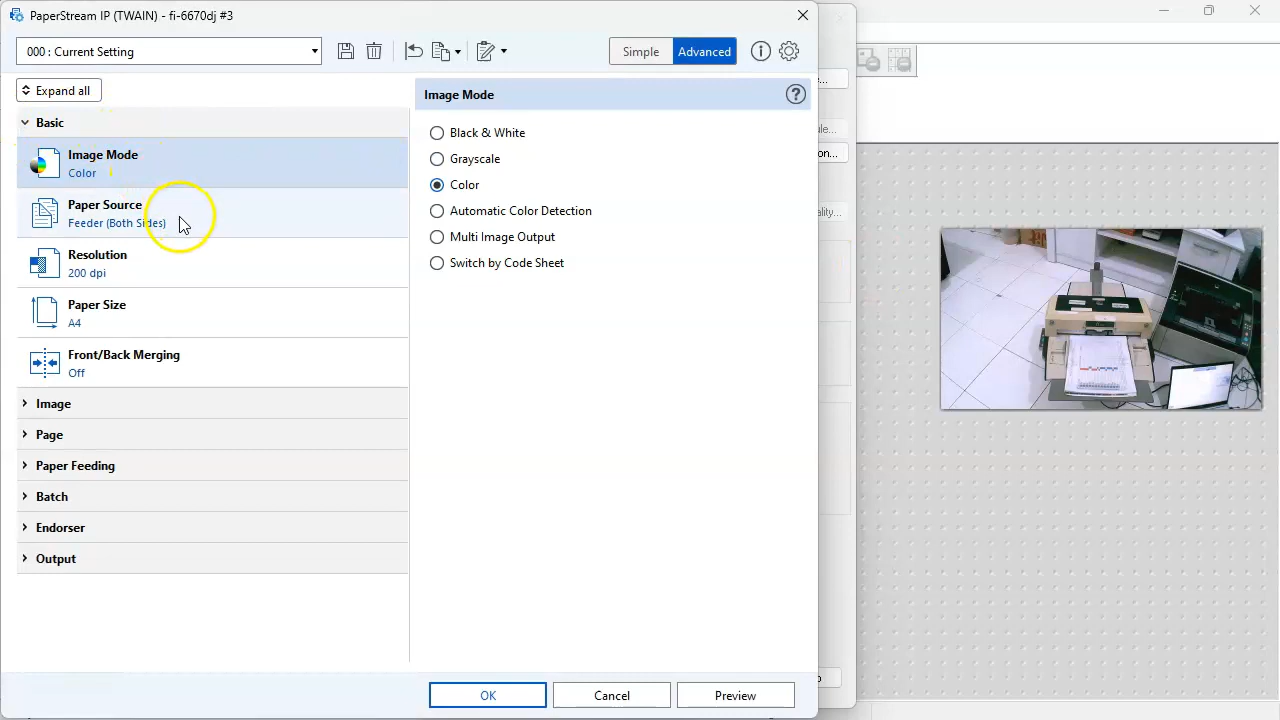 PaperStream IP (TWAIN) - fi-6670dj #3
000 : Current Setting
Simple
Advanced
Expand all
Basic
Image Mode
Color
Paper Source
Feeder (Both Sides)
Resolution
200 dpi
Paper Size
A4
Front/Back Merging
Off
Image
Page
Paper Feeding
Batch
Endorser
Output
Image Mode
Black & White
Grayscale
Color
Automatic Color Detection
Multi Image Output
Switch by Code Sheet
OK
Cancel
Preview